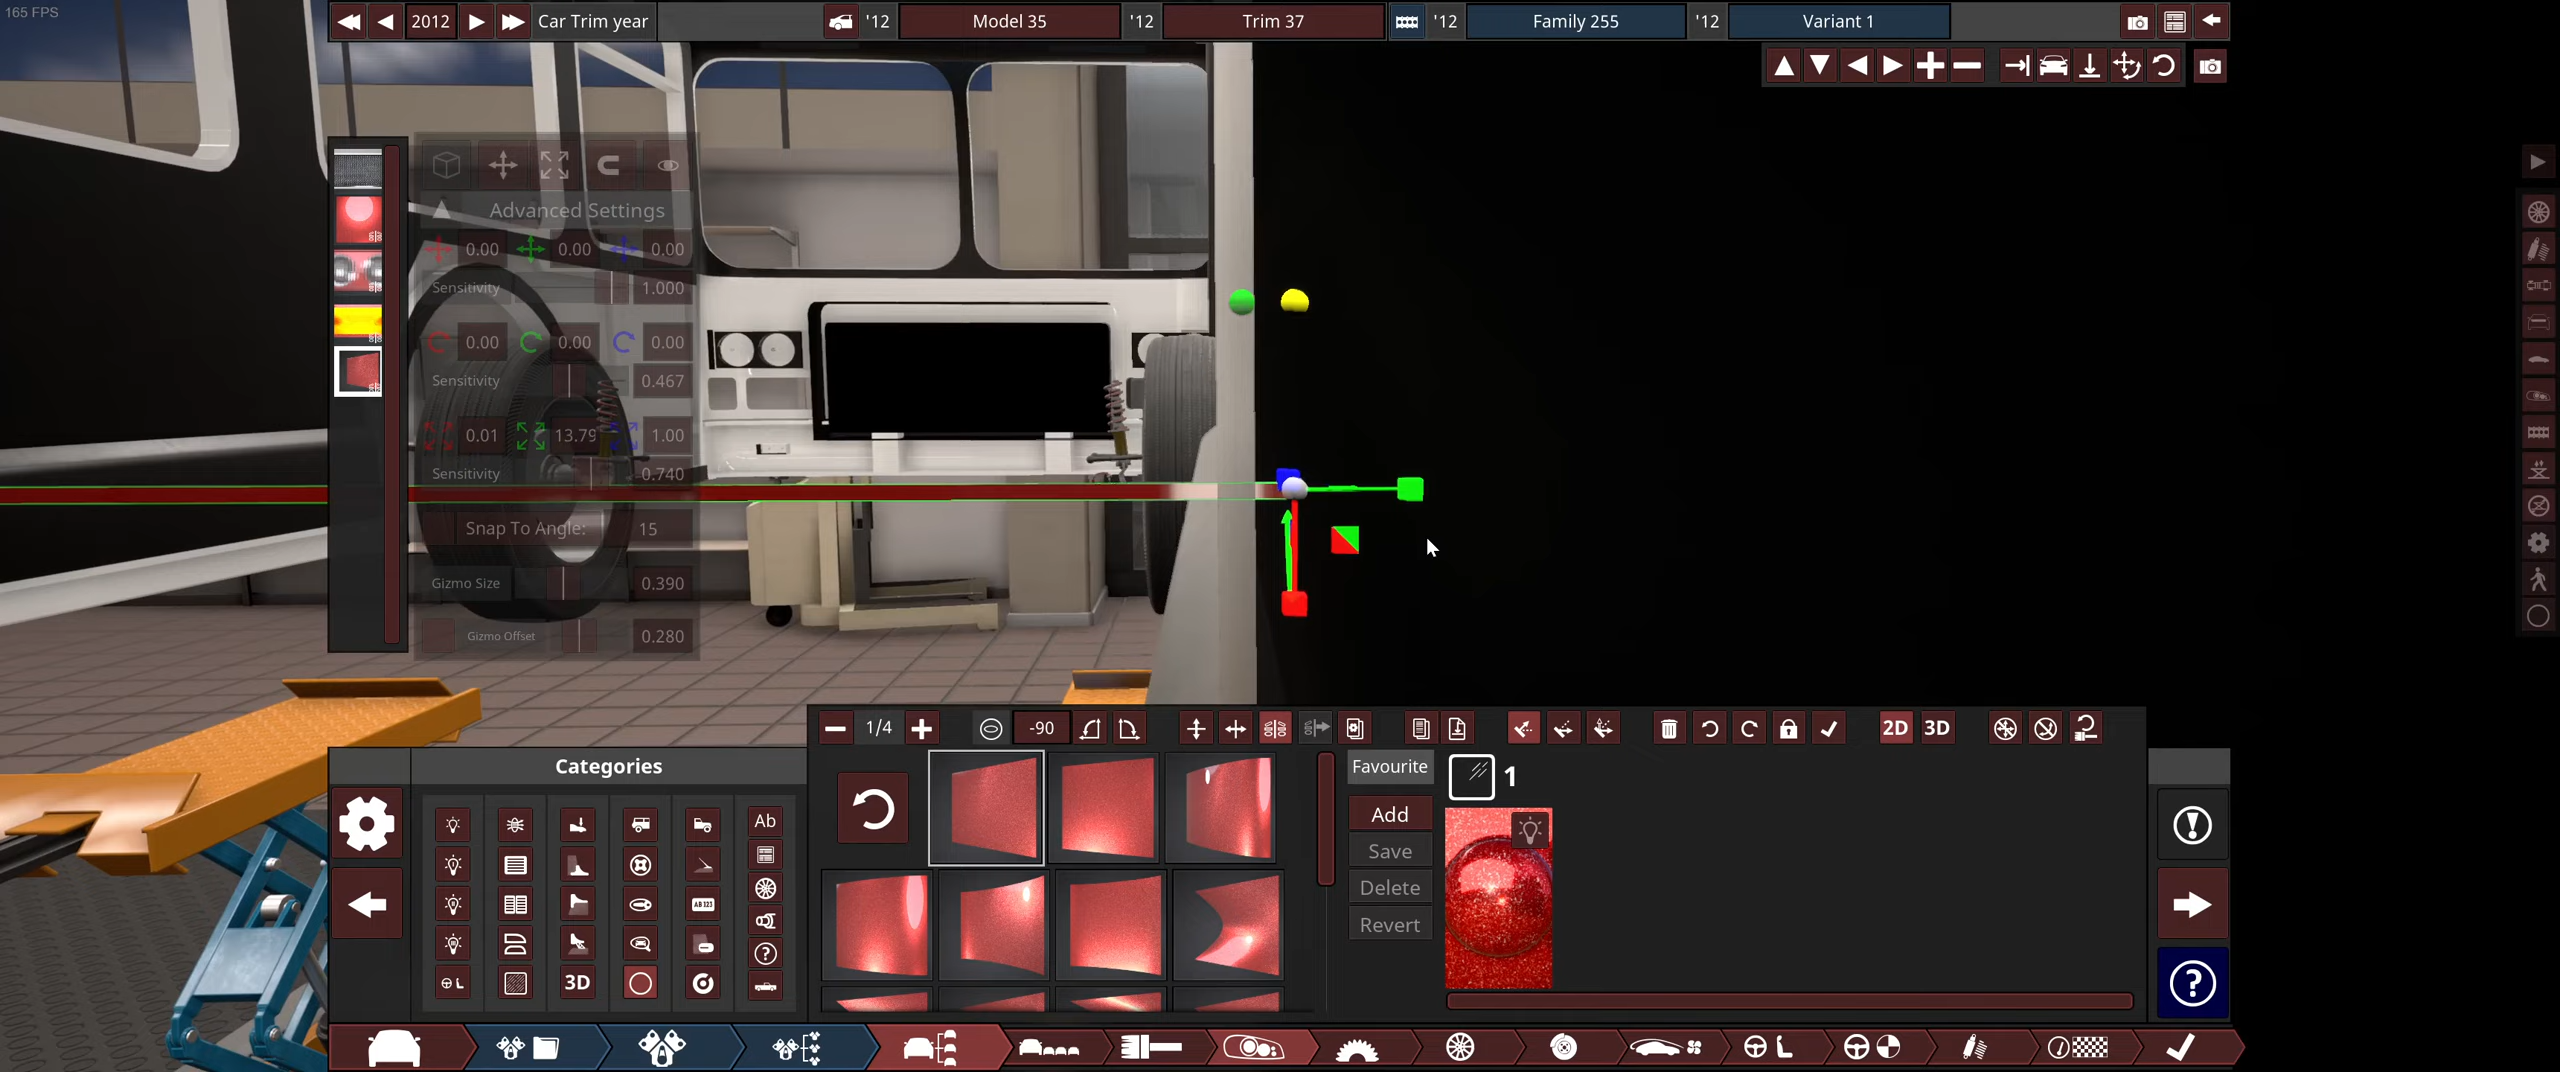 165 FPS
2012
Car Trim year
'12
Model 35
'12
Trim 37
'12
Family 255
'12
Variant 1
Advanced Settings
0.00
0.00
0.00
Sensitivity
1.000
0.00
0.00
0.00
Sensitivity
0.467
0.01
13.79
1.00
Sensitivity
0.740
Snap To Angle:
15
Gizmo Size
0.390
Gizmo Offset
0.280
1/4
-90
2D
3D
Categories
Ab
AB 123
3D
Favourite
1
Add
Save
Delete
Revert